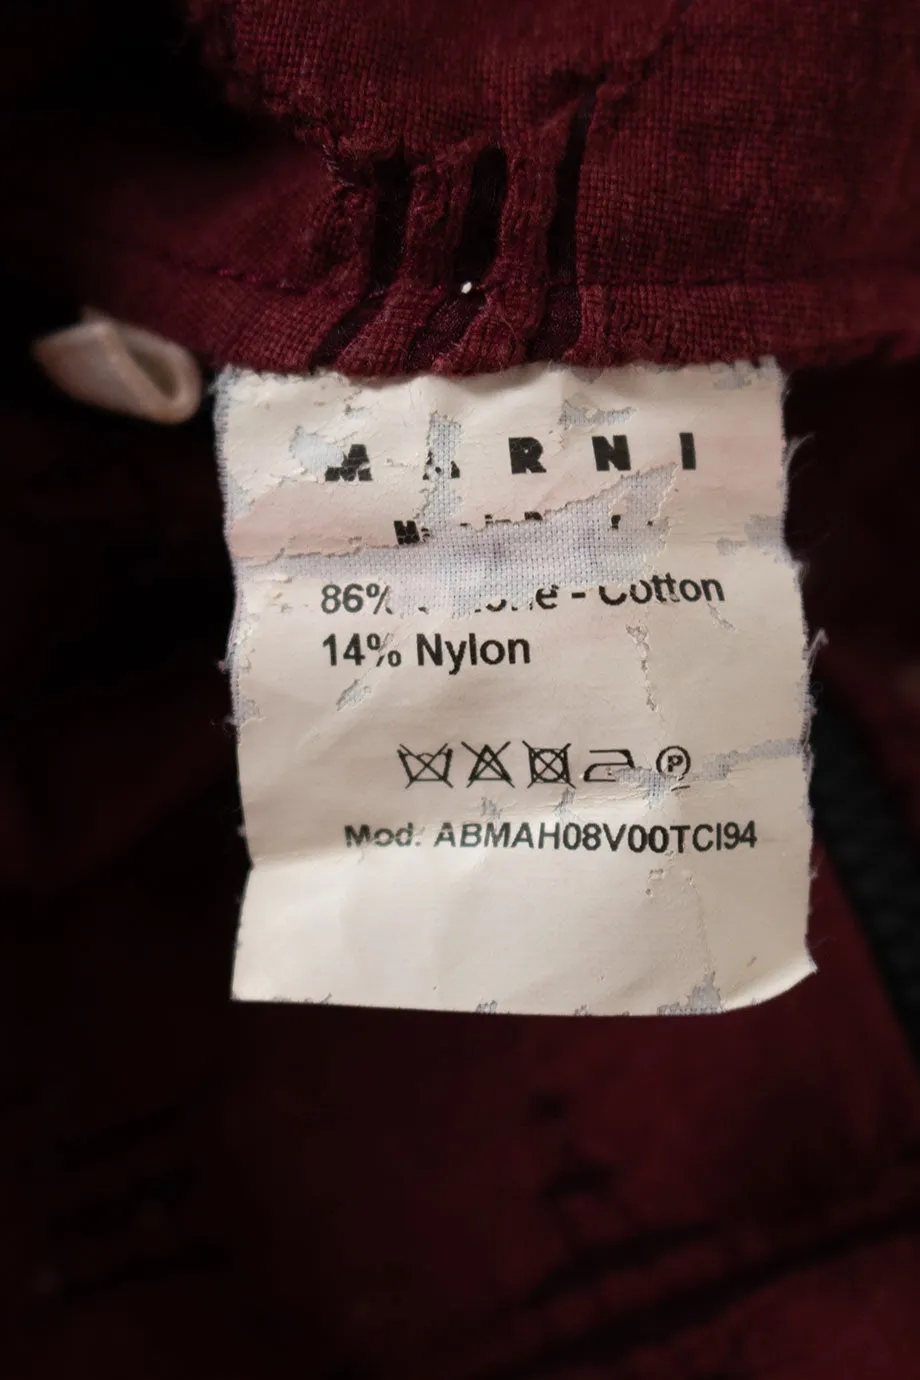 MARNI
86% - Cotton
14% Nylon
P
Mod: ABMAH08V00TCI94